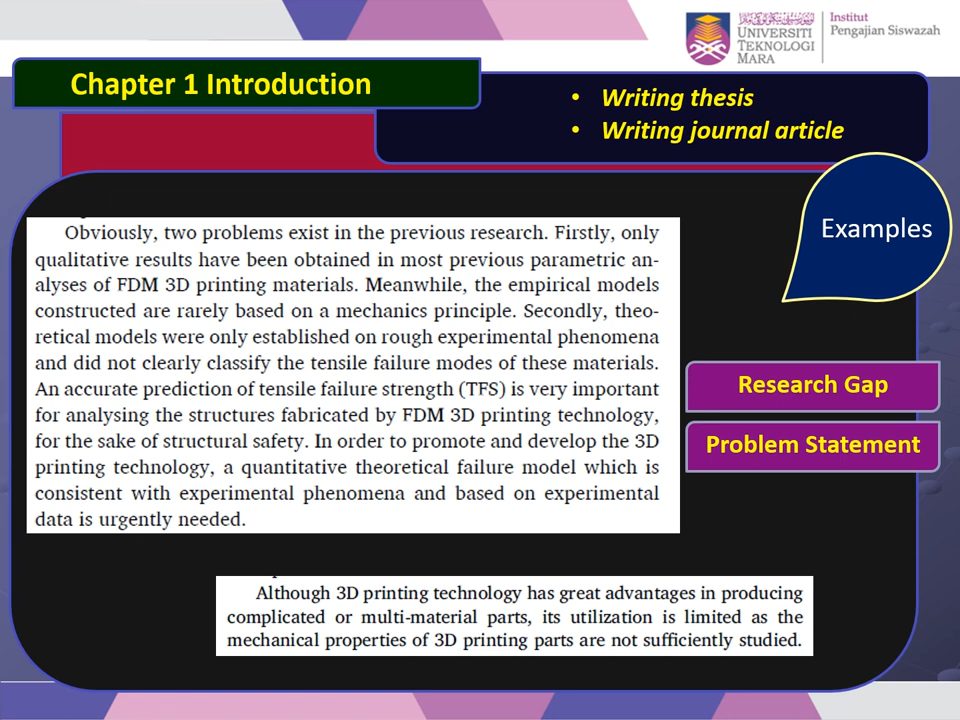 UNIVERSITI
TEKNOLOGI
MARA
Institut
Pengajian Siswazah
Chapter 1 Introduction
• Writing thesis
• Writing journal article
Examples
Obviously, two problems exist in the previous research. Firstly, only
qualitative results have been obtained in most previous parametric an-
alyses of FDM 3D printing materials. Meanwhile, the empirical models
constructed are rarely based on a mechanics principle. Secondly, theo-
retical models were only established on rough experimental phenomena
and did not clearly classify the tensile failure modes of these materials.
An accurate prediction of tensile failure strength (TFS) is very important
for analysing the structures fabricated by FDM 3D printing technology,
for the sake of structural safety. In order to promote and develop the 3D
printing technology, a quantitative theoretical failure model which is
consistent with experimental phenomena and based on experimental
data is urgently needed.
Research Gap
Problem Statement
Although 3D printing technology has great advantages in producing
complicated or multi-material parts, its utilization is limited as the
mechanical properties of 3D printing parts are not sufficiently studied.